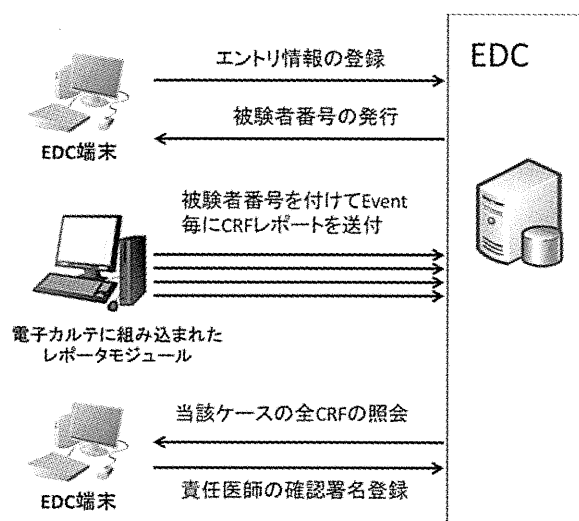 エントリ情報の登録
EDC
被験者番号の発行
EDC端末
被験者番号を付けてEvent
毎にCRFレポートを送付
電子カルテに組み込まれた
レポータモジュール
当該ケースの全CRFの照会
EDC端末
責任医師の確認署名登録